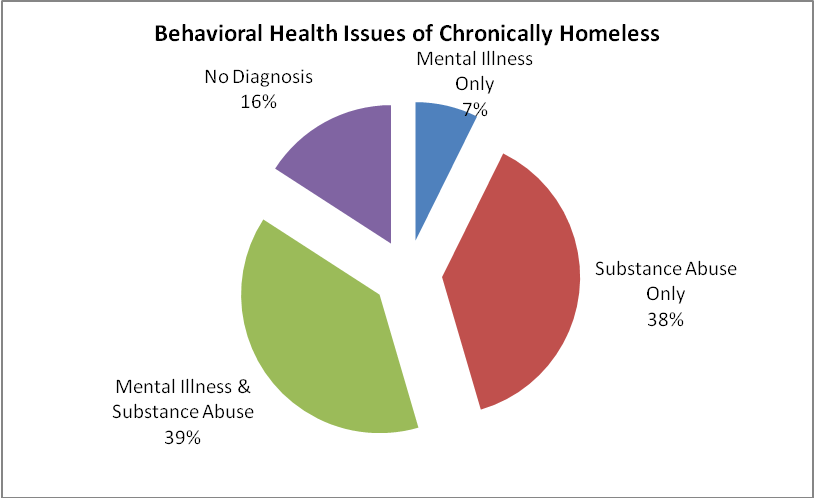 Behavioral Health Issues of Chronically Homeless
Mental Illness
Only
7%
No Diagnosis
16%
Substance Abuse
Only
38%
Mental Illness &
Substance Abuse
39%